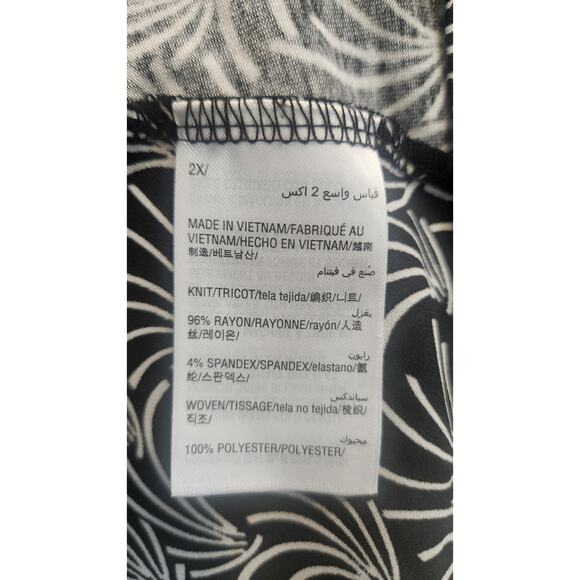 2X/
قياس واسع 2 اكس
MADE IN VIETNAM/FABRIQUÉ AU
VIETNAM/HECHO EN VIETNAM/越南
制造/베트남산/
صُنع في فيتنام
KNIT/TRICOT/tela tejida/编织/니트/
بغزل
96% RAYON/RAYONNE/rayón/人造
丝/레이온/
رايون
4% SPANDEX/SPANDEX/elastano/氨
纶/스판덱스/
سباندكس
WOVEN/TISSAGE/tela no tejida/梭织/
직조/
محبوك
100% POLYESTER/POLYESTER/